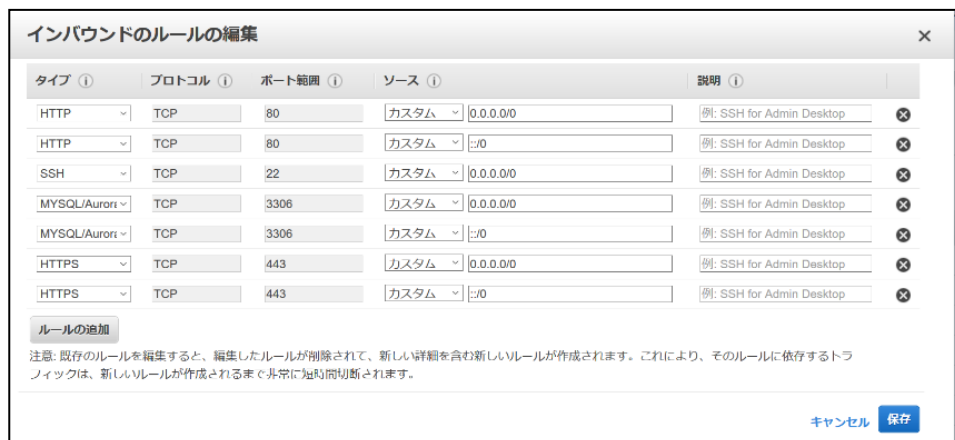 インバウンドのルールの編集
タイプ プロトコル ポート範囲 ソース 説明
HTTP TCP 80 カスタム 0.0.0.0/0 例: SSH for Admin Desktop
HTTP TCP 80 カスタム ::/0 例: SSH for Admin Desktop
SSH TCP 22 カスタム 0.0.0.0/0 例: SSH for Admin Desktop
MYSQL/Aurora TCP 3306 カスタム 0.0.0.0/0 例: SSH for Admin Desktop
MYSQL/Aurora TCP 3306 カスタム ::/0 例: SSH for Admin Desktop
HTTPS TCP 443 カスタム 0.0.0.0/0 例: SSH for Admin Desktop
HTTPS TCP 443 カスタム ::/0 例: SSH for Admin Desktop
ルールの追加
注意: 既存のルールを編集すると、編集したルールが削除されて、新しい詳細を含む新しいルールが作成されます。これにより、そのルールに依存するトラ
フィックは、新しいルールが作成されるまで非常に短時間切断されます。
キャンセル 保存